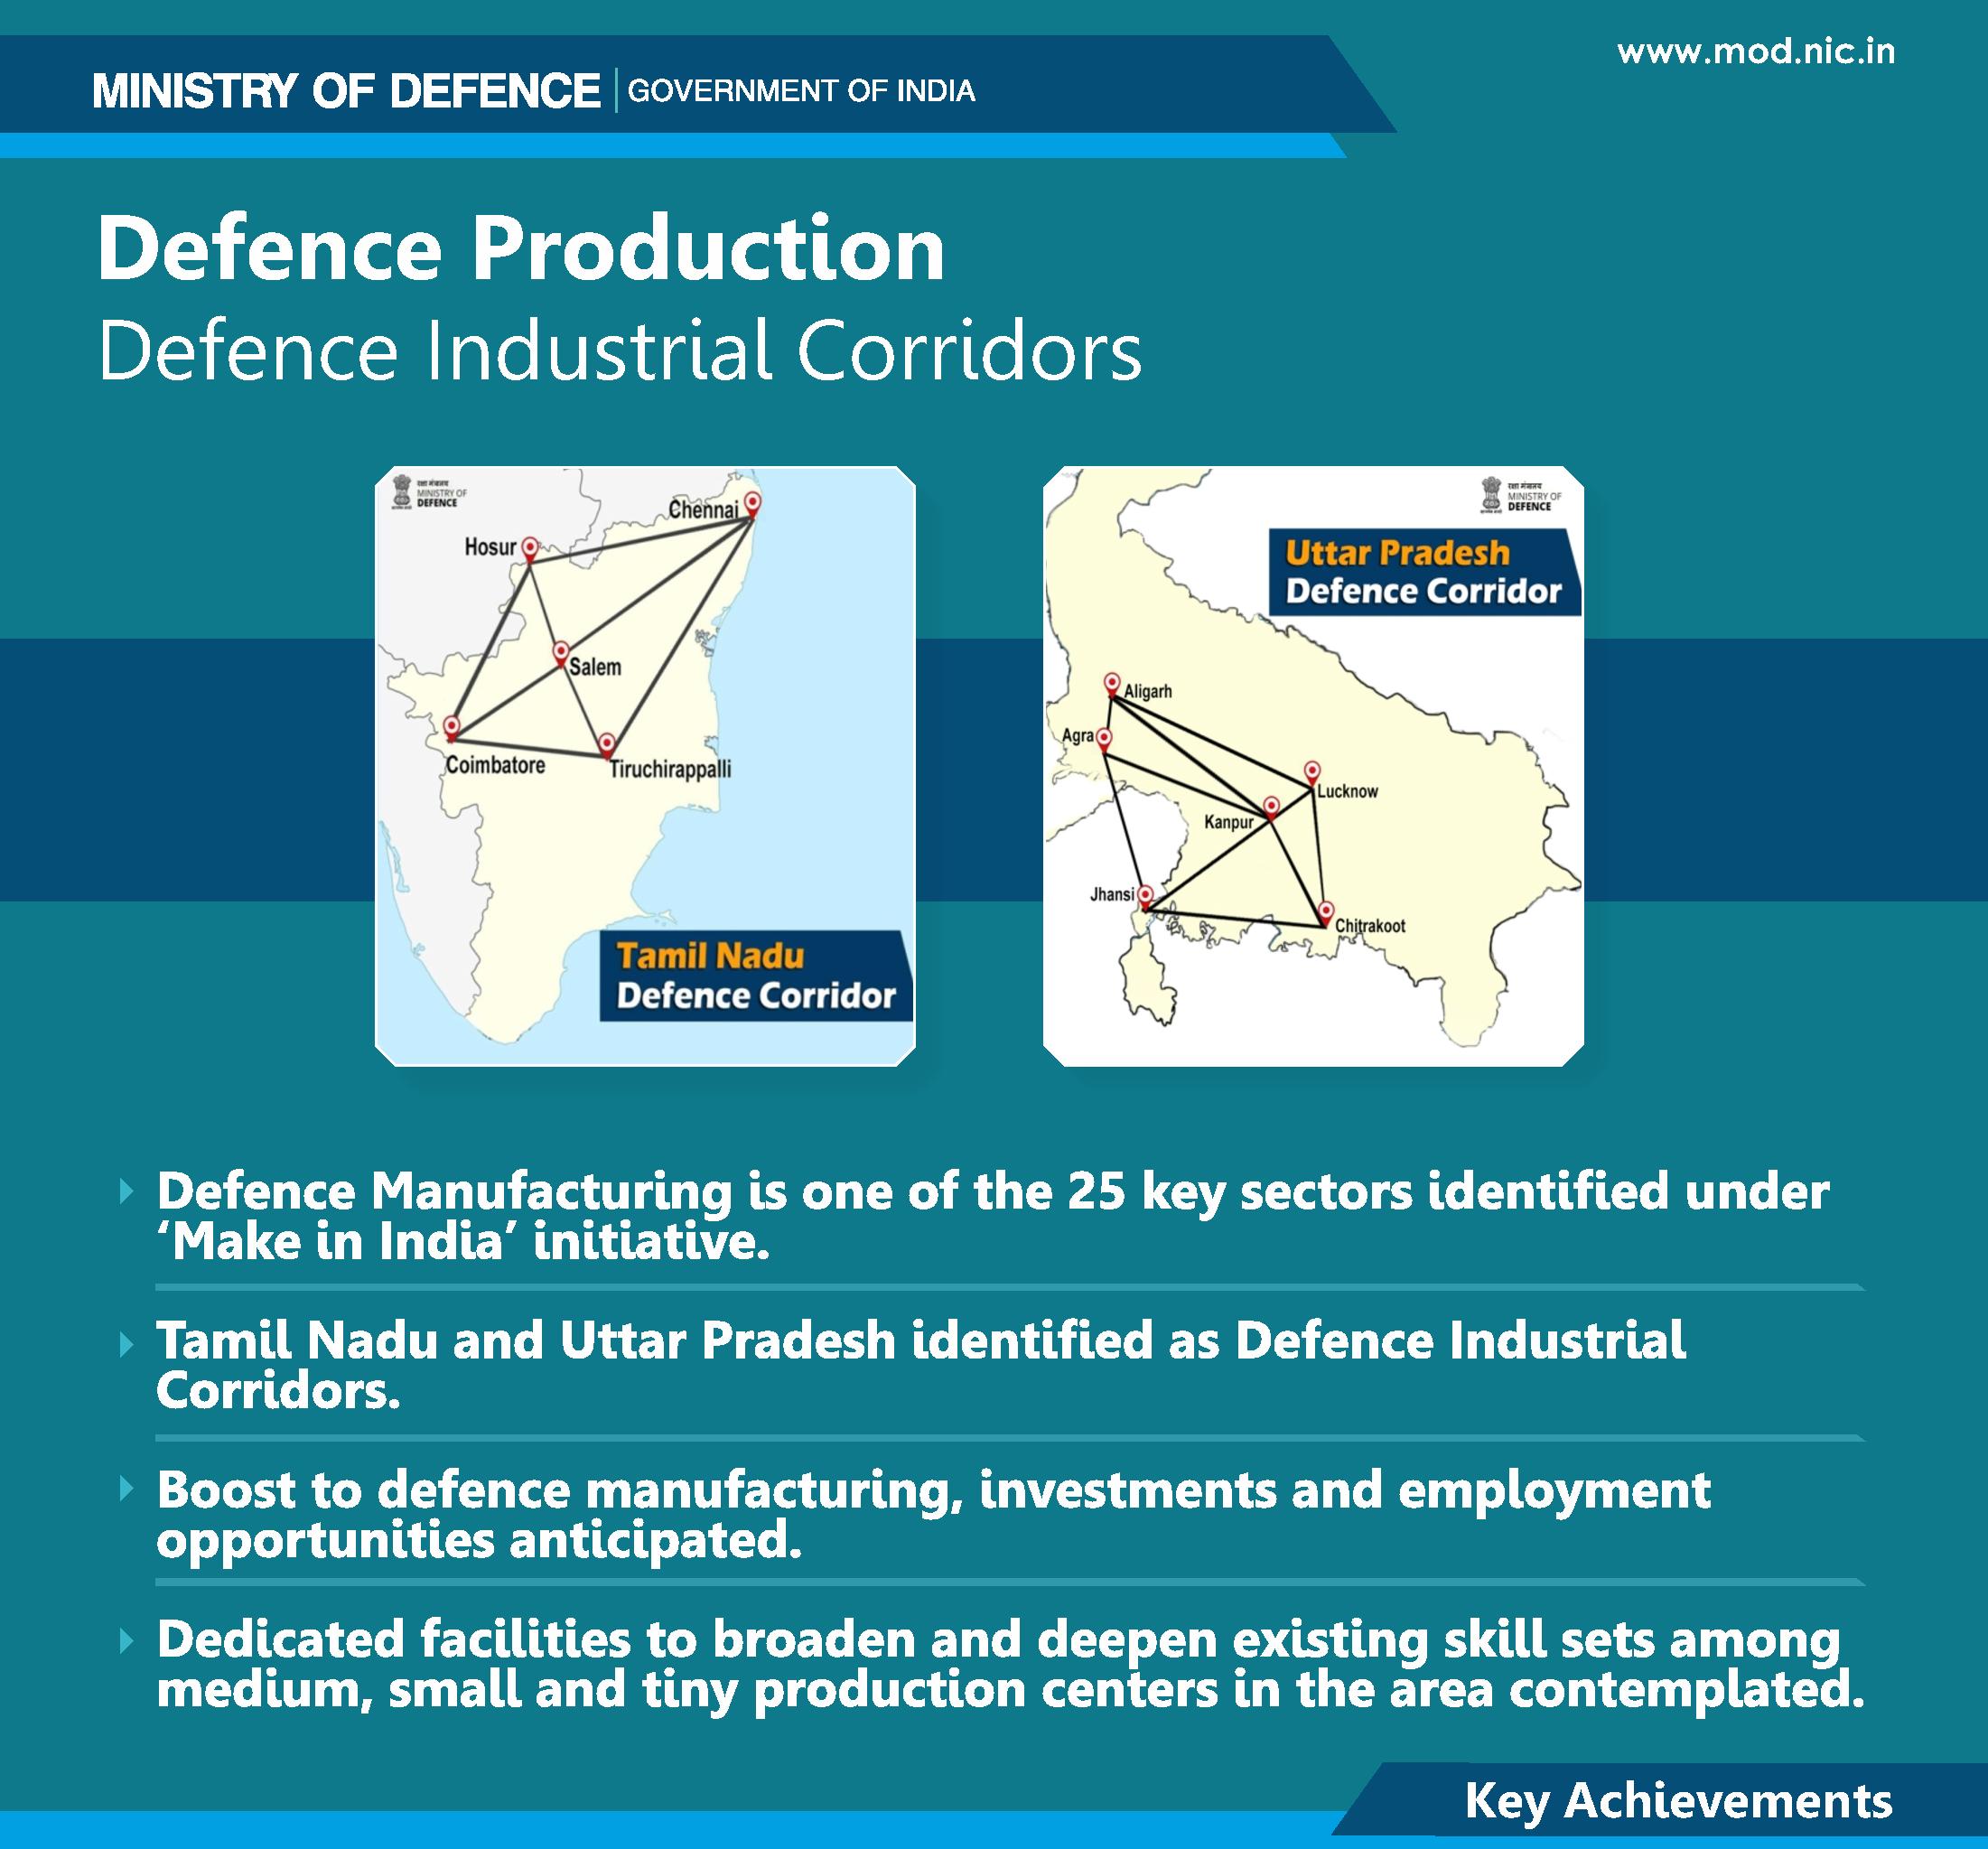 www.mod.nic.in
MINISTRY OF DEFENCE | GOVERNMENT OF INDIA
Defence Production
Defence Industrial Corridors
रक्षा मंत्रालय
MINISTRY OF
DEFENCE
Chennai
Hosur
Salem
Coimbatore
Tiruchirappalli
Tamil Nadu
Defence Corridor
रक्षा मंत्रालय
MINISTRY OF
DEFENCE
Uttar Pradesh
Defence Corridor
Aligarh
Agra
Lucknow
Kanpur
Jhansi
Chitrakoot
Defence Manufacturing is one of the 25 key sectors identified under
‘Make in India’ initiative.
Tamil Nadu and Uttar Pradesh identified as Defence Industrial
Corridors.
Boost to defence manufacturing, investments and employment
opportunities anticipated.
Dedicated facilities to broaden and deepen existing skill sets among
medium, small and tiny production centers in the area contemplated.
Key Achievements